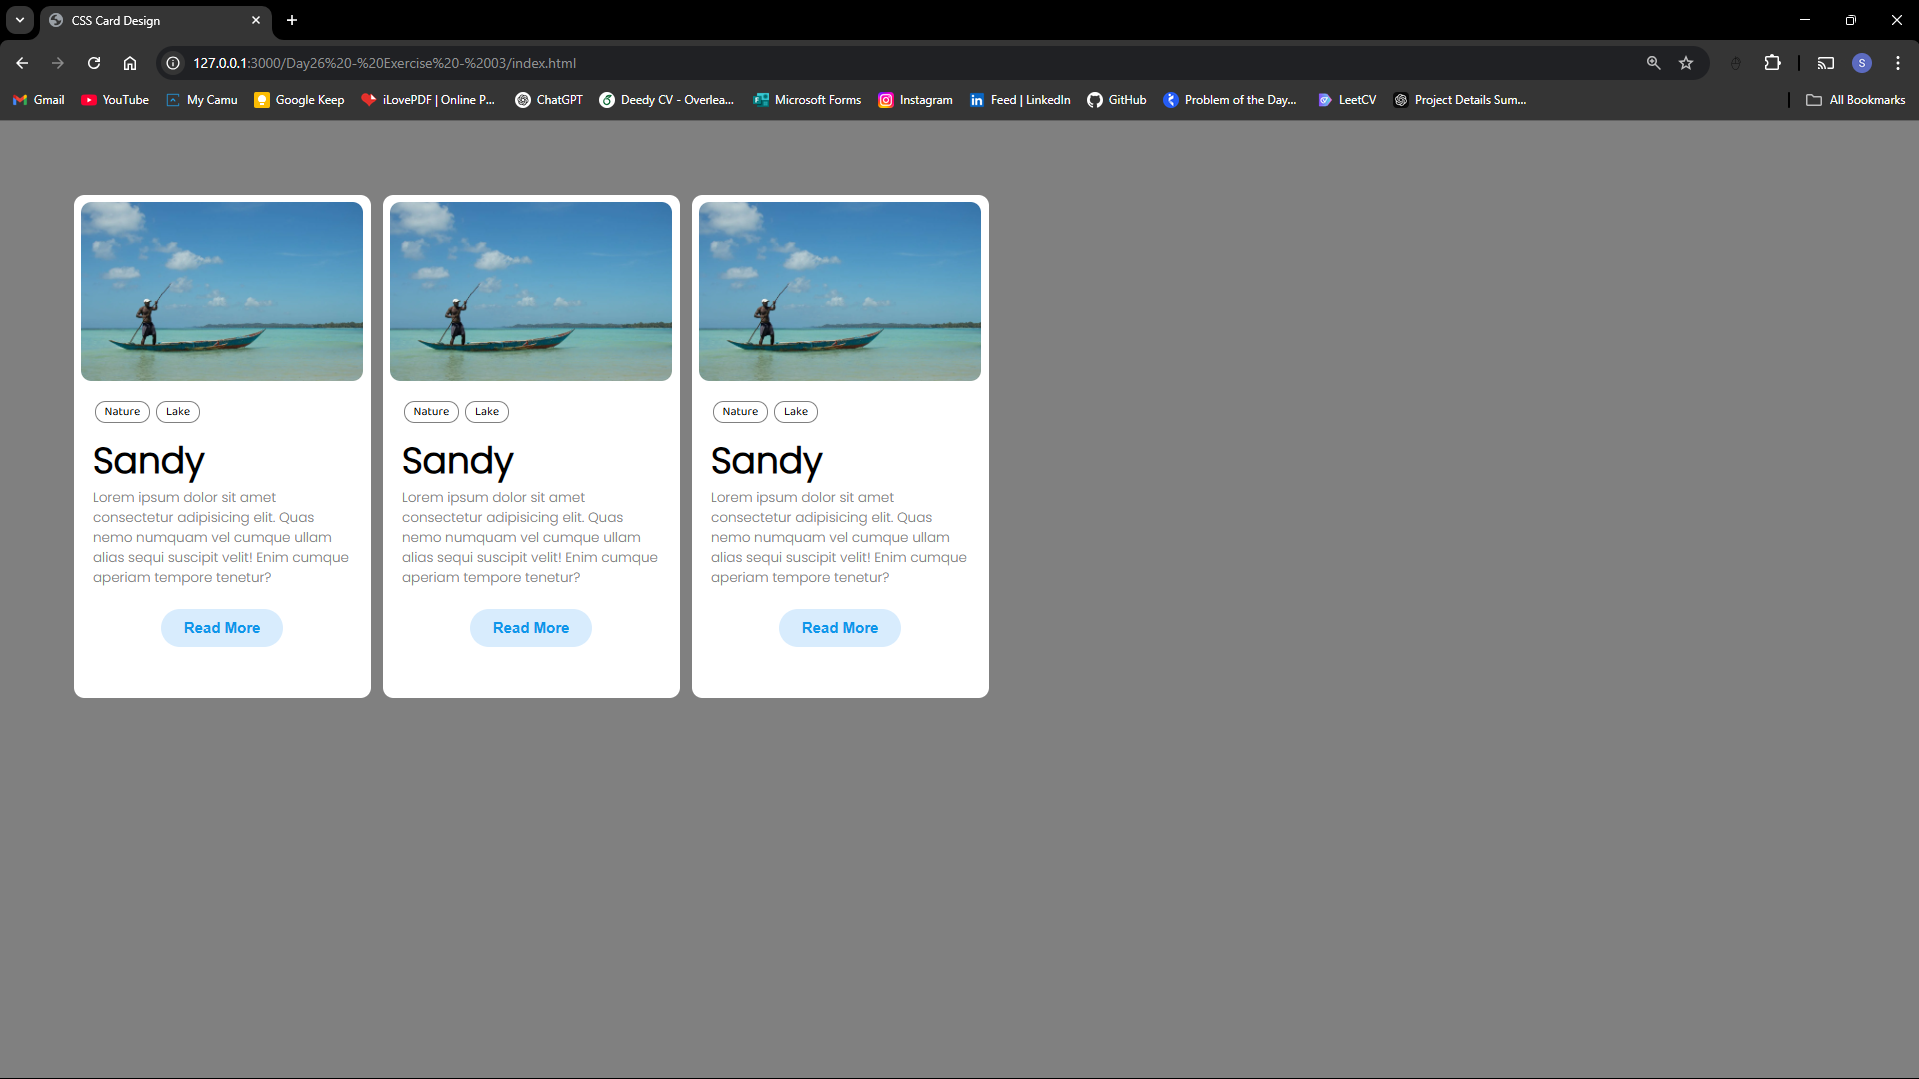 CSS Card Design
127.0.0.1:3000/Day26%20-%20Exercise%20-%2003/index.html
S
Gmail YouTube My Camu Google Keep iLovePDF | Online P... ChatGPT Deedy CV - Overlea... Microsoft Forms Instagram Feed | LinkedIn GitHub Problem of the Day... LeetCV Project Details Sum... All Bookmarks
Nature Lake
Sandy
Lorem ipsum dolor sit amet
consectetur adipisicing elit. Quas
nemo numquam vel cumque ullam
alias sequi suscipit velit! Enim cumque
aperiam tempore tenetur?
Read More
Nature Lake
Sandy
Lorem ipsum dolor sit amet
consectetur adipisicing elit. Quas
nemo numquam vel cumque ullam
alias sequi suscipit velit! Enim cumque
aperiam tempore tenetur?
Read More
Nature Lake
Sandy
Lorem ipsum dolor sit amet
consectetur adipisicing elit. Quas
nemo numquam vel cumque ullam
alias sequi suscipit velit! Enim cumque
aperiam tempore tenetur?
Read More